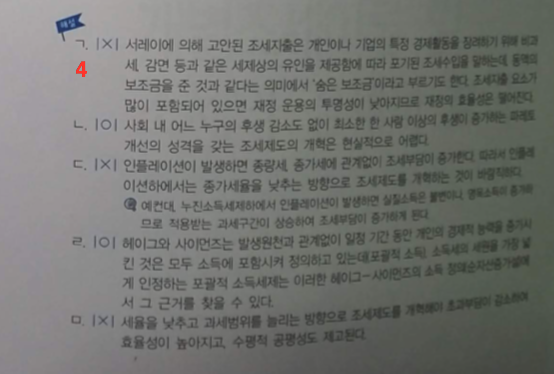 해설
ㄱ. |×| 서레이에 의해 고안된 조세지출은 개인이나 기업의 특정 경제활동을 장려하기 위해 비과
4
세, 감면 등과 같은 세제상의 유인을 제공함에 따라 포기된 조세수입을 말하는데, 동액의
보조금을 준 것과 같다는 의미에서 '숨은 보조금'이라고 부르기도 한다. 조세지출 요소가
많이 포함되어 있으면 재정 운용의 투명성이 낮아지므로 재정의 효율성은 떨어진다.
ㄴ. |○| 사회 내 어느 누구의 후생 감소도 없이 최소한 한 사람 이상의 후생이 증가하는 파레토
개선의 성격을 갖는 조세제도의 개혁은 현실적으로 어렵다.
ㄷ. |×| 인플레이션이 발생하면 종량세, 종가세에 관계없이 조세부담이 증가한다. 따라서 인플레
이션하에서는 종가세율을 낮추는 방향으로 조세제도를 개혁하는 것이 바람직하다.
예컨대, 누진소득세제하에서 인플레이션이 발생하면 실질소득은 불변이나, 명목소득이 증가하
므로 적용받는 과세구간이 상승하여 조세부담이 증가하게 된다.
ㄹ. |○| 헤이그와 사이먼즈는 발생원천과 관계없이 일정 기간 동안 개인의 경제적 능력을 증가시
킨 것은 모두 소득에 포함시켜 정의하고 있는데(포괄적 소득), 소득세의 세원을 가장 넓
게 인정하는 포괄적 소득세제는 이러한 헤이그-사이먼즈의 소득 정의(순자산증가설)에
서 그 근거를 찾을 수 있다.
ㅁ. |×| 세율을 낮추고 과세범위를 늘리는 방향으로 조세제도를 개혁해야 초과부담이 감소하여
효율성이 높아지고, 수평적 공평성도 제고된다.